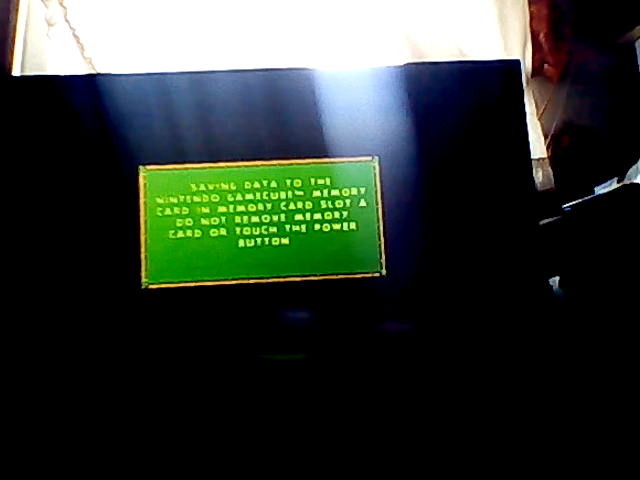 SAVING DATA TO THE
NINTENDO GAMECUBE™ MEMORY
CARD IN MEMORY CARD SLOT A
DO NOT REMOVE MEMORY
CARD OR TOUCH THE POWER
BUTTON